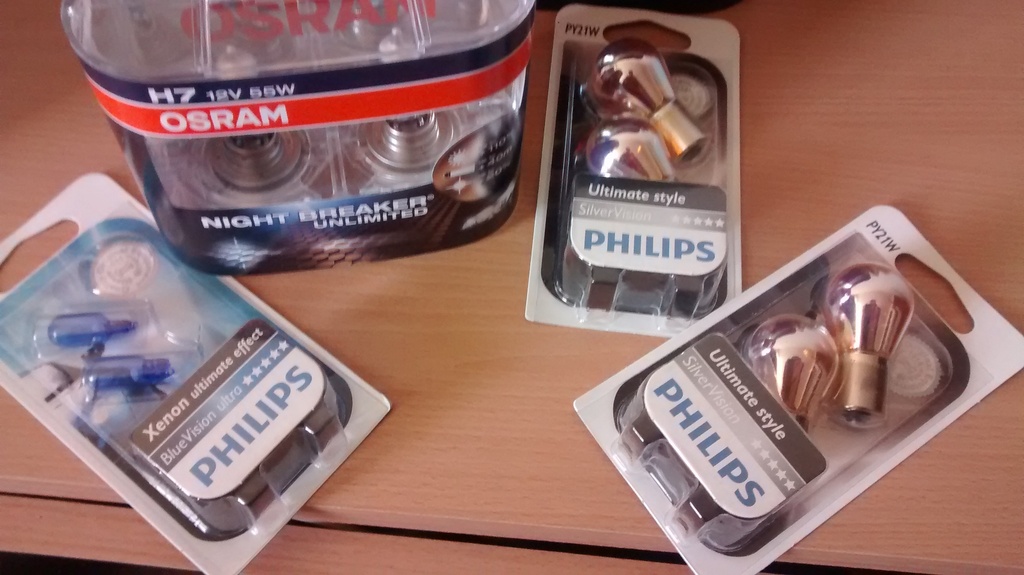 OSRAM
H7 12V 55W
OSRAM
NIGHT BREAKER®
UNLIMITED
PY21W
Ultimate style
SilverVision ★★★★★
PHILIPS
Xenon ultimate effect
BlueVision ultra ★★★★★
PHILIPS
PY21W
Ultimate style
SilverVision ★★★★★
PHILIPS